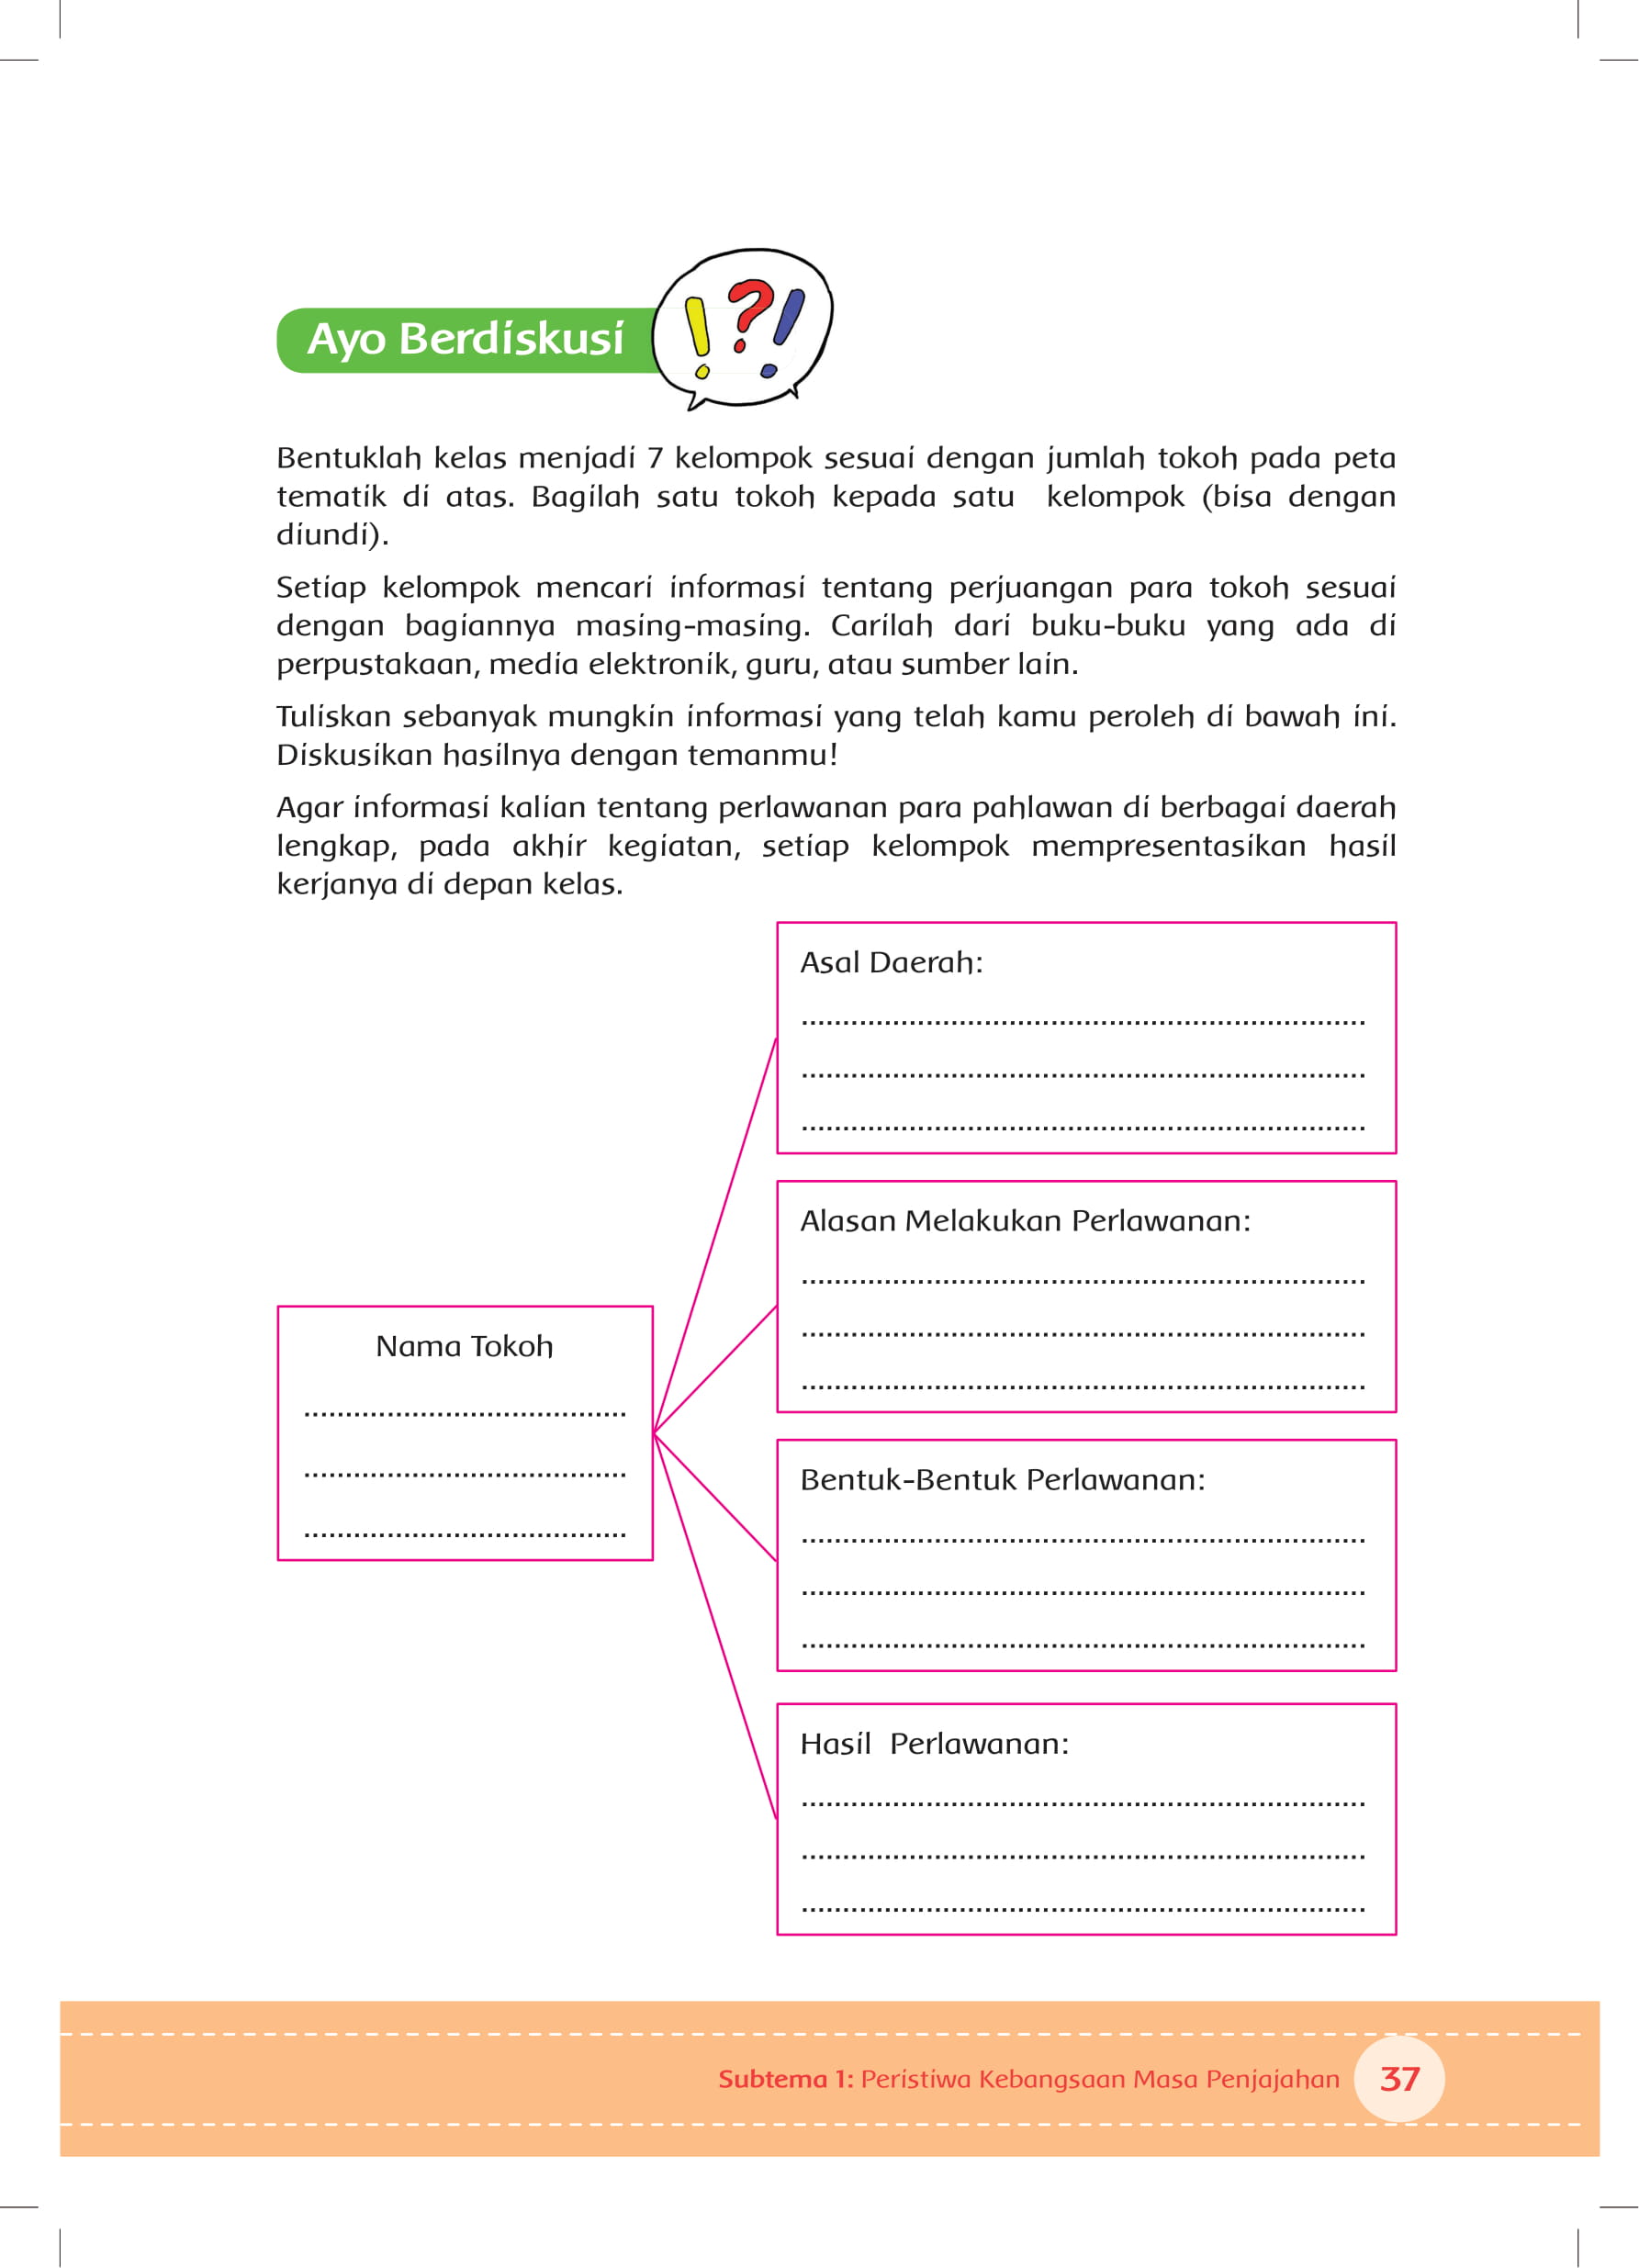 Ayo Berdiskusi
Bentuklah kelas menjadi 7 kelompok sesuai dengan jumlah tokoh pada peta
tematik di atas. Bagilah satu tokoh kepada satu kelompok (bisa dengan
diundi).
Setiap kelompok mencari informasi tentang perjuangan para tokoh sesuai
dengan bagiannya masing-masing. Carilah dari buku-buku yang ada di
perpustakaan, media elektronik, guru, atau sumber lain.
Tuliskan sebanyak mungkin informasi yang telah kamu peroleh di bawah ini.
Diskusikan hasilnya dengan temanmu!
Agar informasi kalian tentang perlawanan para pahlawan di berbagai daerah
lengkap, pada akhir kegiatan, setiap kelompok mempresentasikan hasil
kerjanya di depan kelas.
Nama Tokoh
Asal Daerah:
Alasan Melakukan Perlawanan:
Bentuk-Bentuk Perlawanan:
Hasil Perlawanan:
Subtema 1: Peristiwa Kebangsaan Masa Penjajahan 37